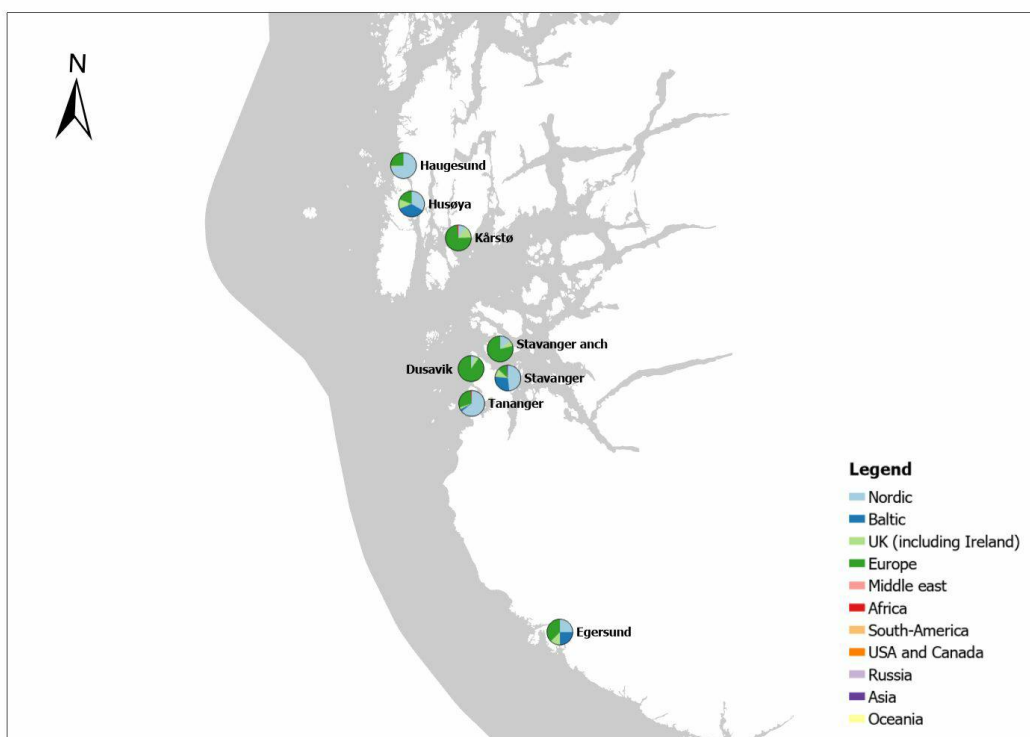 N
Haugesund
Husøya
Kårstø
Stavanger anch
Dusavik
Stavanger
Tananger
Egersund
Legend
Nordic
Baltic
UK (including Ireland)
Europe
Middle east
Africa
South-America
USA and Canada
Russia
Asia
Oceania